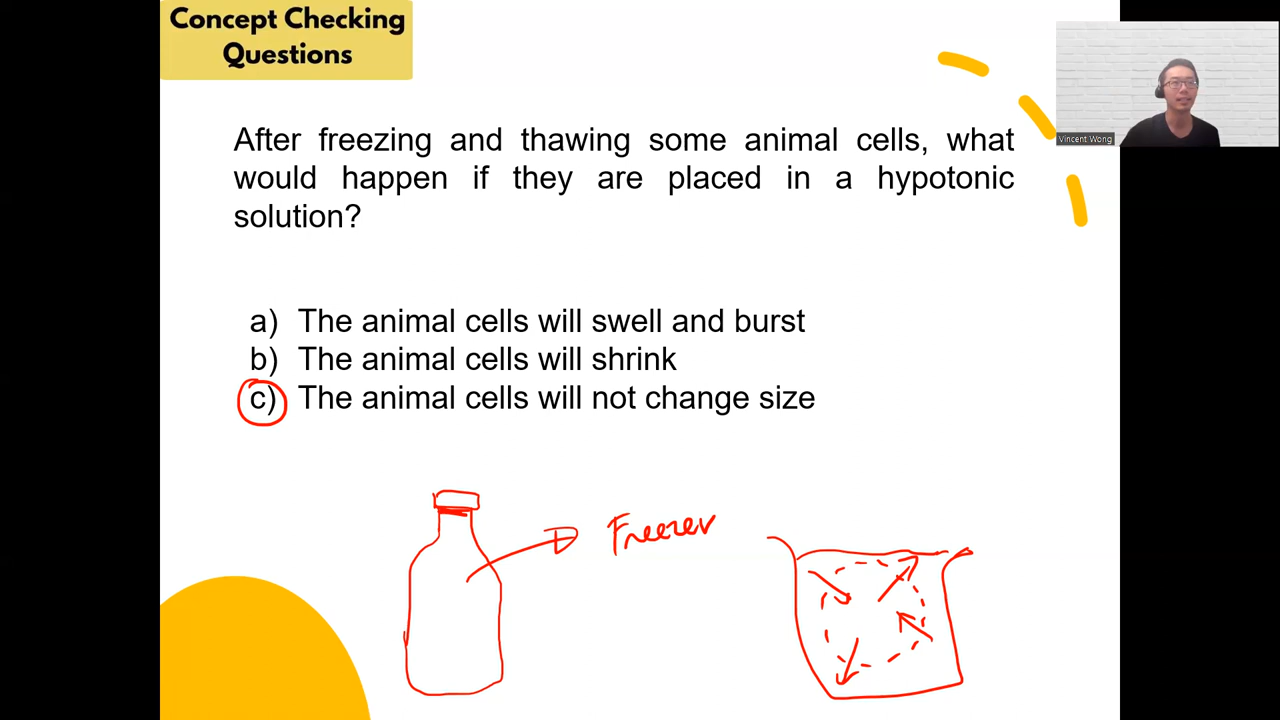 Concept Checking
Questions
Vincent Wong
After freezing and thawing some animal cells, what
would happen if they are placed in a hypotonic
solution?
a) The animal cells will swell and burst
b) The animal cells will shrink
c) The animal cells will not change size
Freezer